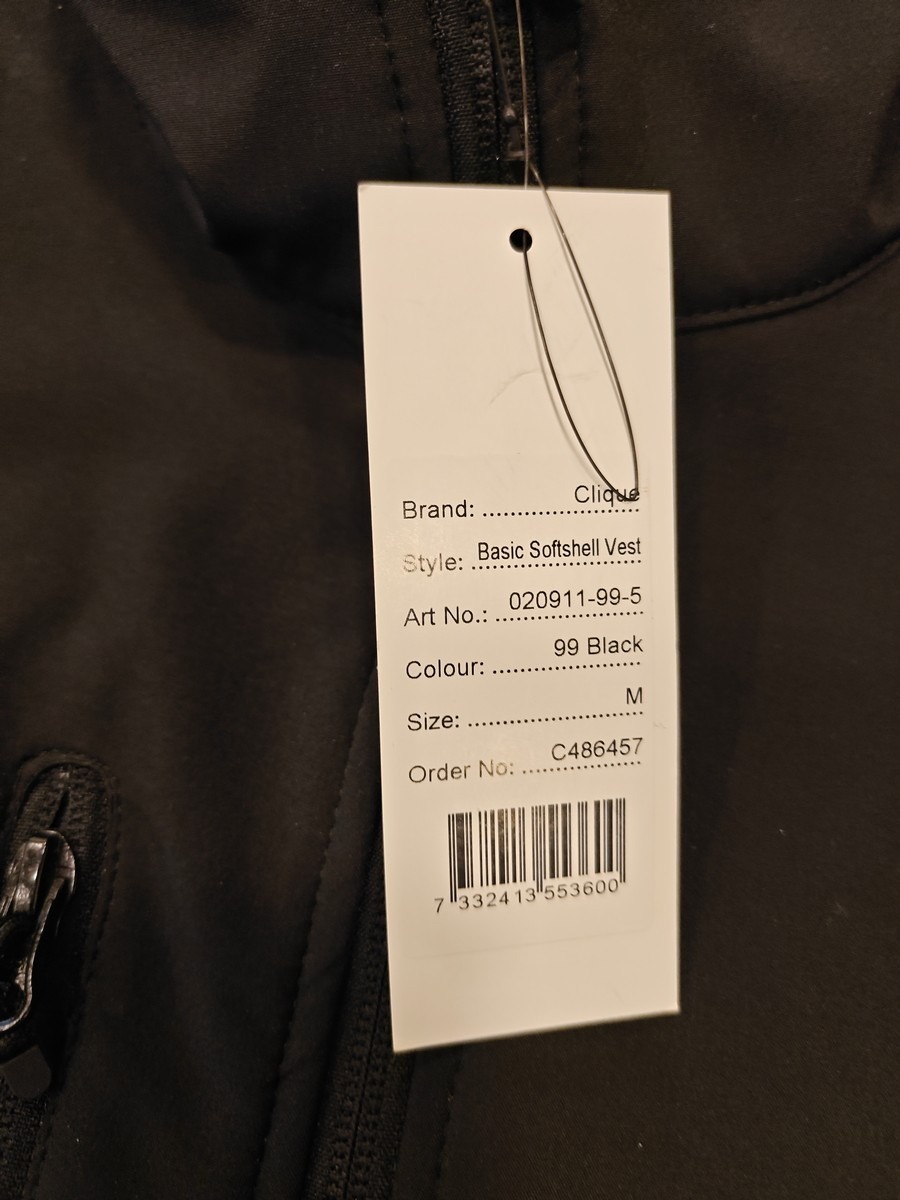 Brand: ........................ Clique
Style: ........................ Basic Softshell Vest
Art No.: ........................ 020911-99-5
Colour: ........................ 99 Black
Size: ........................ M
Order No: ........................ C486457
7 332413 553600